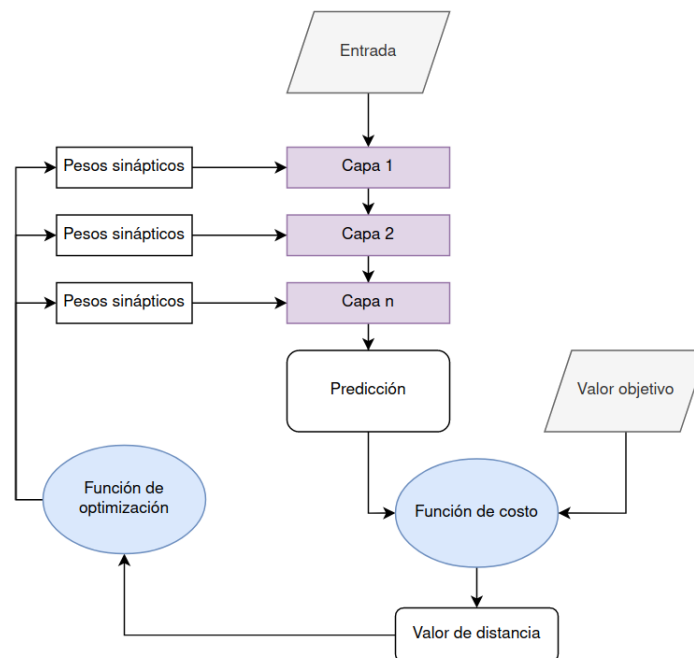 Entrada
Pesos sinápticos
Capa 1
Pesos sinápticos
Capa 2
Pesos sinápticos
Capa n
Predicción
Valor objetivo
Función de
optimización
Función de costo
Valor de distancia